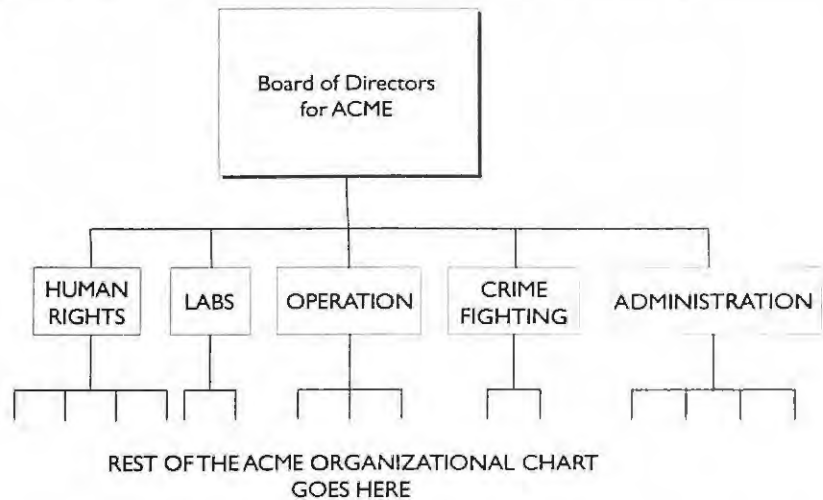 Board of Directors
for ACME
HUMAN
RIGHTS
LABS
OPERATION
CRIME
FIGHTING
ADMINISTRATION
REST OF THE ACME ORGANIZATIONAL CHART
GOES HERE